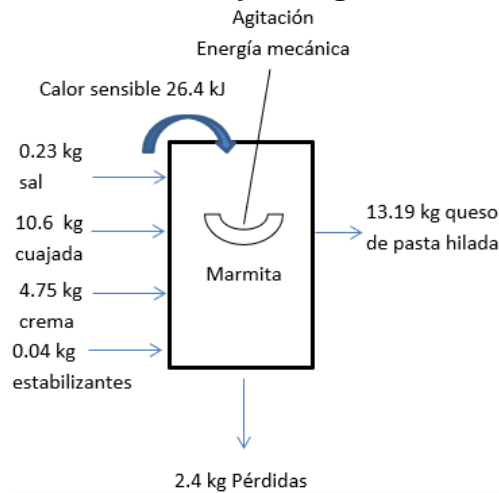 Agitación
Energía mecánica
Calor sensible 26.4 kJ
0.23 kg
sal
10.6 kg
cuajada
4.75 kg
crema
0.04 kg
estabilizantes
Marmita
13.19 kg queso
de pasta hilada
2.4 kg Pérdidas